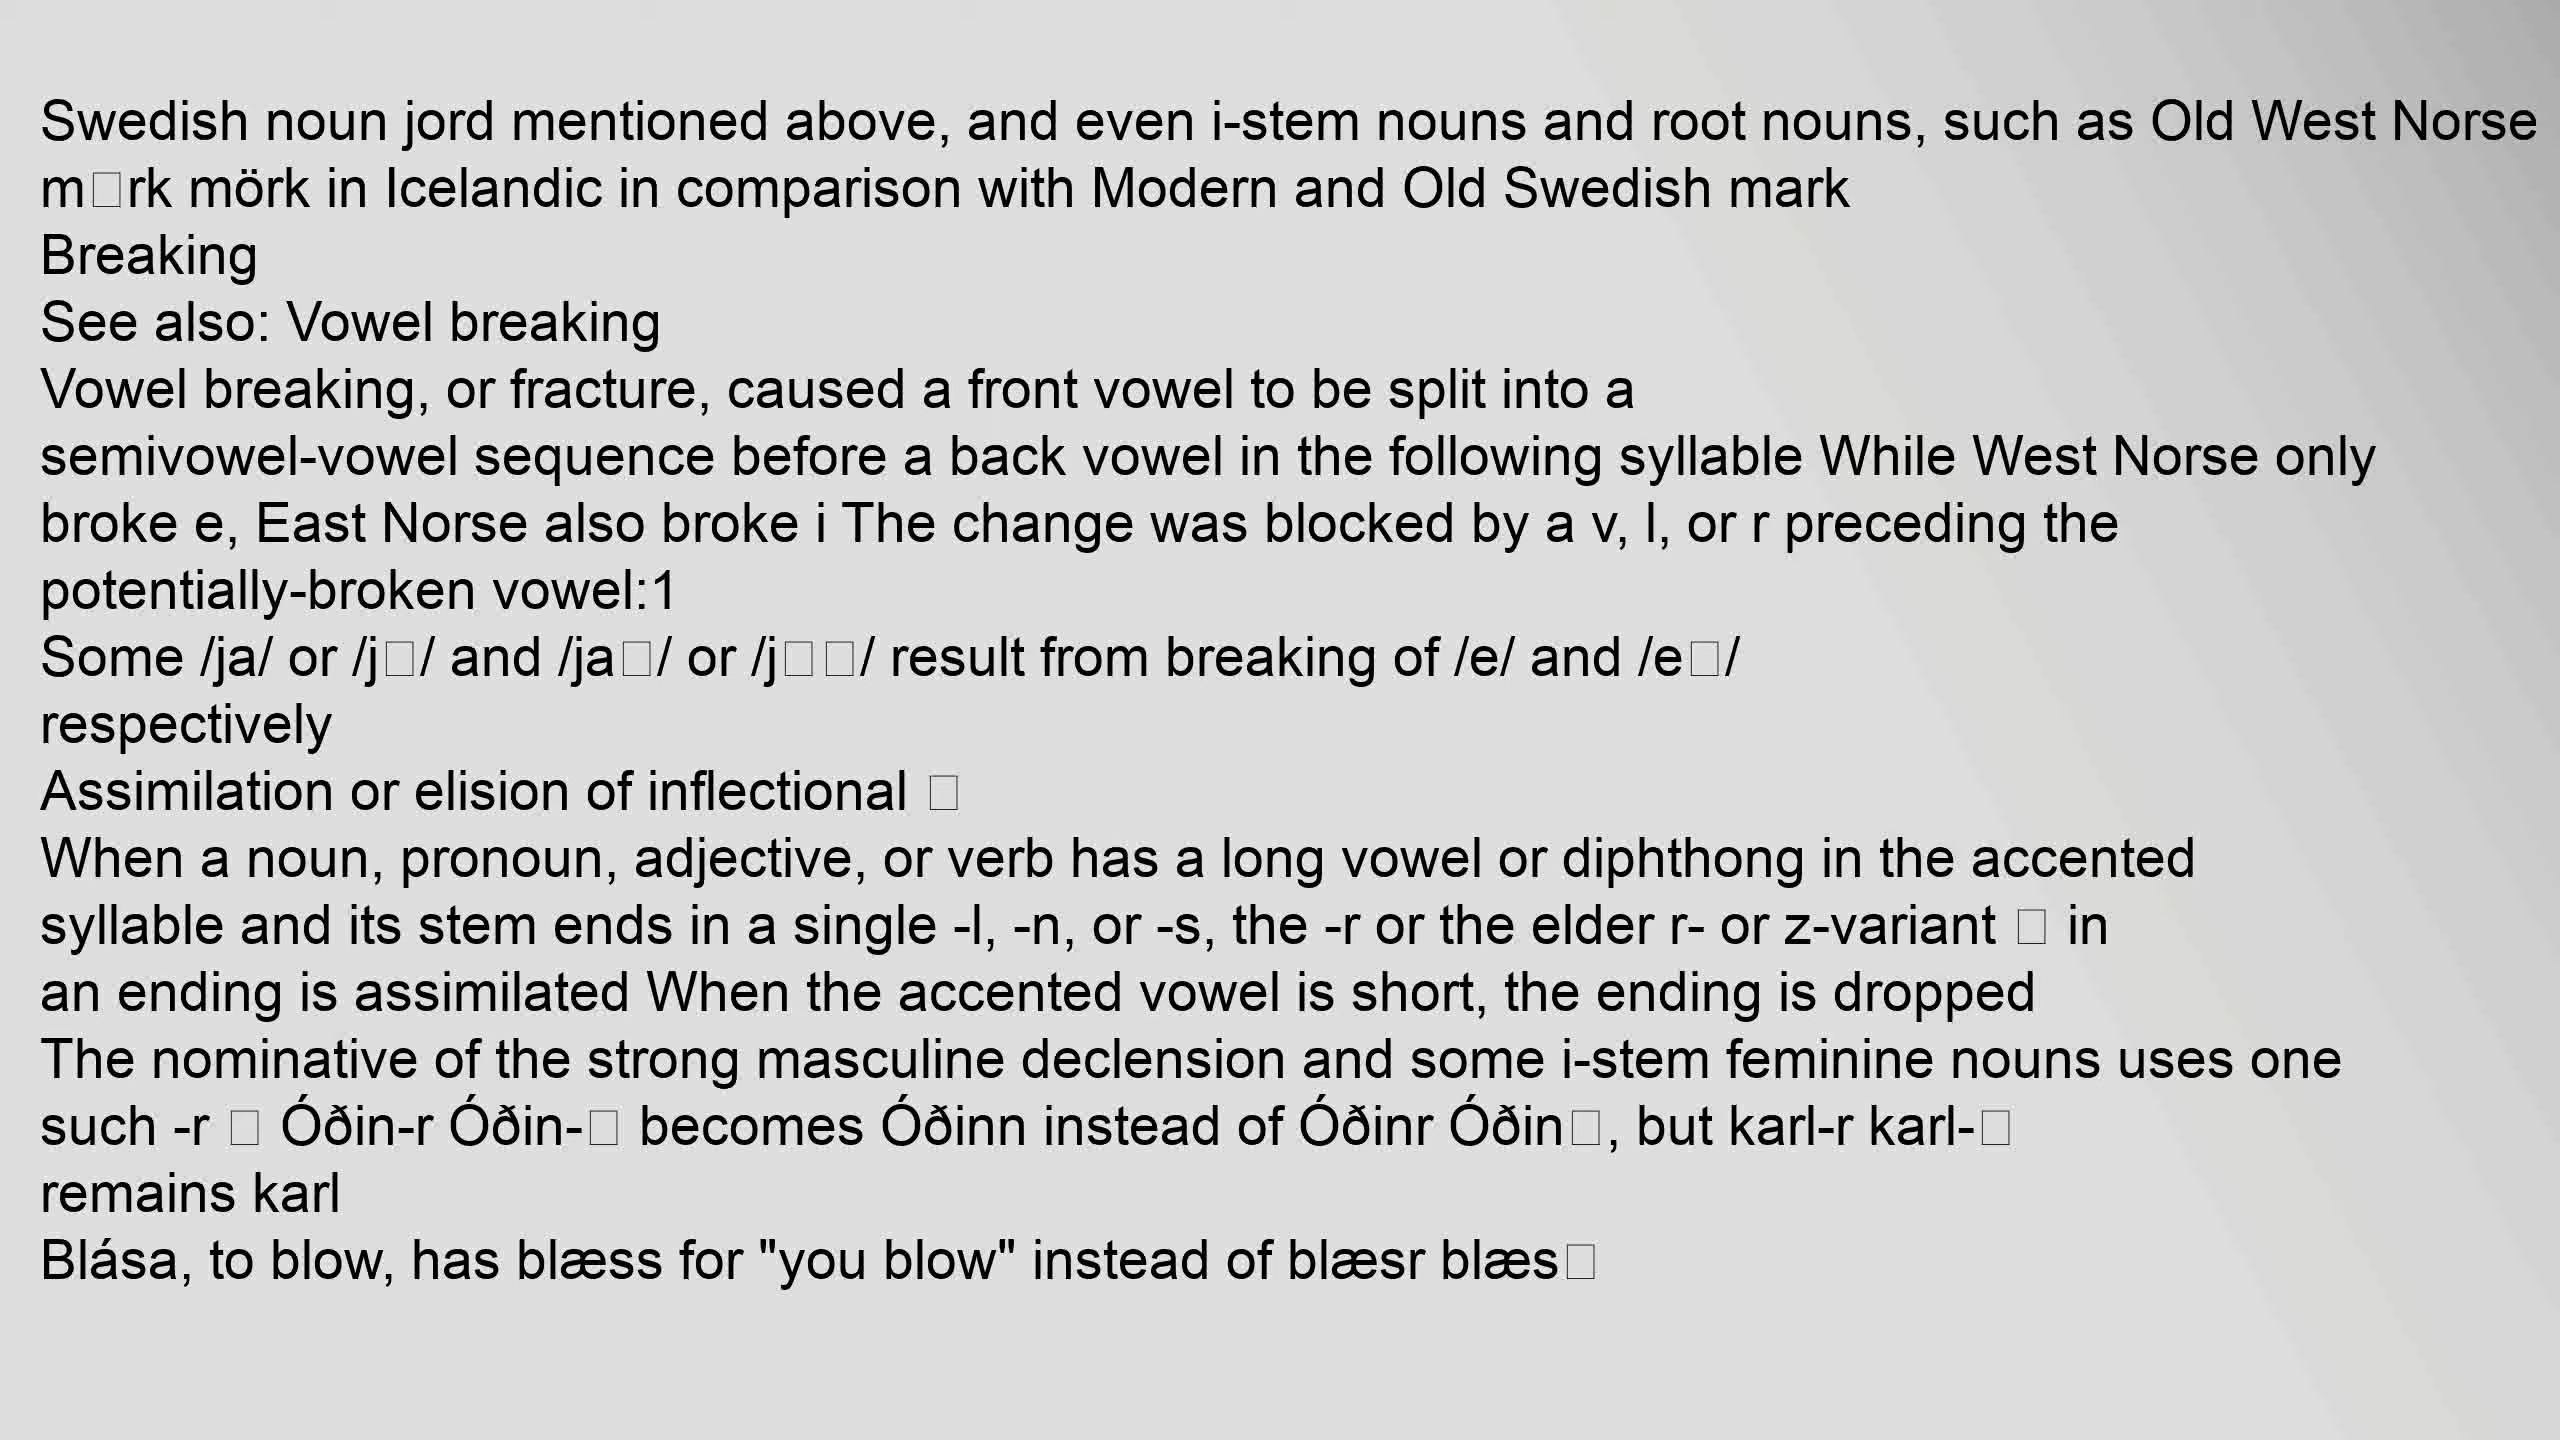 Swedish noun jord mentioned above, and even i-stem nouns and root nouns, such as Old West Norse
m□rk mörk in Icelandic in comparison with Modern and Old Swedish mark
Breaking
See also: Vowel breaking
Vowel breaking, or fracture, caused a front vowel to be split into a
semivowel-vowel sequence before a back vowel in the following syllable While West Norse only
broke e, East Norse also broke i The change was blocked by a v, l, or r preceding the
potentially-broken vowel:1
Some /ja/ or /j□/ and /ja□/ or /j□□/ result from breaking of /e/ and /e□/
respectively
Assimilation or elision of inflectional □
When a noun, pronoun, adjective, or verb has a long vowel or diphthong in the accented
syllable and its stem ends in a single -l, -n, or -s, the -r or the elder r- or z-variant □ in
an ending is assimilated When the accented vowel is short, the ending is dropped
The nominative of the strong masculine declension and some i-stem feminine nouns uses one
such -r □ Óðin-r Óðin-□ becomes Óðinn instead of Óðinr Óðin□, but karl-r karl-□
remains karl
Blása, to blow, has blæss for "you blow" instead of blæsr blæs□